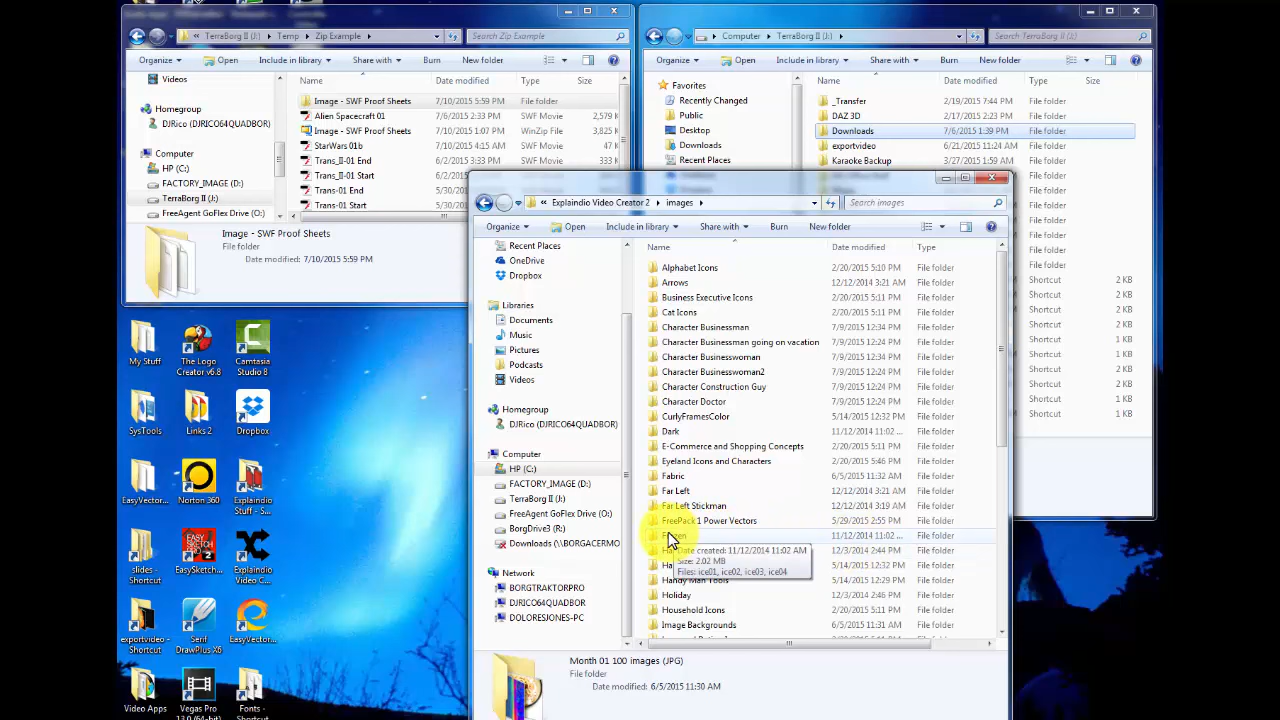 TerraBorg II (J:) Temp Zip Example
Search Zip Example
Organize Open Include in library Share with Burn New folder
Videos
Homegroup
DJRico (DJRICO64QUADBOR)
Computer
HP (C:)
FACTORY_IMAGE (D:)
TerraBorg II (J:)
FreeAgent GoFlex Drive (O:)
Name Date modified Type Size
Image - SWF Proof Sheets 7/10/2015 5:59 PM File folder
Alien Spacecraft 01 7/6/2015 2:33 PM SWF Movie 2,579 K
Image - SWF Proof Sheets 7/10/2015 1:07 PM WinZip File 3,825 K
StarWars 01b 7/10/2015 4:15 AM SWF Movie 47 K
Trans_II-01 End 6/2/2015 3:33 PM SWF Movie 333 K
Trans_II-01 Start 5/30/
Trans-01 End 5/30/
Trans-01 Start 5/30/
Image - SWF Proof Sheets
File folder
Date modified: 7/10/2015 5:59 PM
Computer TerraBorg II (J:)
Search TerraBorg II (J:)
Organize Open Include in library Share with Burn New folder
Favorites
Recently Changed
Public
Desktop
Downloads
Recent Places
Name Date modified Type Size
_Transfer 2/19/2015 7:44 PM File folder
DAZ 3D 2/17/2015 2:23 PM File folder
Downloads 7/6/2015 1:39 PM File folder
exportvideo 6/21/2015 11:24 AM File folder
Karaoke Backup 3/27/2015 1:59 AM File folder
File folder
File folder
File folder
File folder
File folder
File folder
File folder
Shortcut 2 KB
Shortcut 2 KB
Shortcut 1 KB
Shortcut 1 KB
Shortcut 2 KB
Shortcut 1 KB
Shortcut 1 KB
Shortcut 1 KB
Shortcut 2 KB
Shortcut 1 KB
Explaindio Video Creator 2 images
Search images
Organize Open Include in library Share with Burn New folder
Recent Places
OneDrive
Dropbox
Libraries
Documents
Music
Pictures
Podcasts
Videos
Homegroup
DJRico (DJRICO64QUADBOR)
Computer
HP (C:)
FACTORY_IMAGE (D:)
TerraBorg II (J:)
FreeAgent GoFlex Drive (O:)
BorgDrive3 (R:)
Downloads (\\BORGACERMO
Network
BORGTRAKTORPRO
DJRICO64QUADBOR
DOLORESJONES-PC
Name Date modified Type
Alphabet Icons 2/20/2015 5:10 PM File folder
Arrows 12/12/2014 3:21 AM File folder
Business Executive Icons 2/20/2015 5:11 PM File folder
Cat Icons 2/20/2015 5:11 PM File folder
Character Businessman 7/9/2015 12:34 PM File folder
Character Businessman going on vacation 7/9/2015 12:34 PM File folder
Character Businesswoman 7/9/2015 12:34 PM File folder
Character Businesswoman2 7/9/2015 12:24 PM File folder
Character Construction Guy 7/9/2015 12:24 PM File folder
Character Doctor 7/9/2015 12:24 PM File folder
CurlyFramesColor 5/14/2015 12:32 PM File folder
Dark 11/12/2014 11:02 ... File folder
E-Commerce and Shopping Concepts 2/20/2015 5:11 PM File folder
Eyeland Icons and Characters 2/20/2015 5:46 PM File folder
Fabric 6/5/2015 11:32 AM File folder
Far Left 12/12/2014 3:21 AM File folder
Far Left Stickman 12/12/2014 3:19 AM File folder
FreePack 1 Power Vectors 5/29/2015 2:55 PM File folder
11/12/2014 11:02 ... File folder
12/3/2014 2:44 PM File folder
5/14/2015 12:32 PM File folder
Handy Man Tools 5/14/2015 12:29 PM File folder
Holiday 2/20/2015 5:11 PM File folder
Household Icons 2/20/2015 5:11 PM File folder
Image Backgrounds 6/5/2015 11:31 AM File folder
Date created: 11/12/2014 11:02 AM
Size: 2.02 MB
Files: ice01, ice02, ice03, ice04
Month 01 100 images (JPG)
File folder
Date modified: 6/5/2015 11:30 AM
My Stuff
The Logo Creator v6.8
Camtasia Studio 8
SysTools
Links 2
Dropbox
EasyVector...
Norton 360
Explaindio Stuff - S...
slides - Shortcut
EasySketch...
Explaindio...
exportvideo - Shortcut
Serif DrawPlus X6
EasyVector...
Video Apps
Vegas Pro 13.0 (64-bit)
Fonts - Shortcut